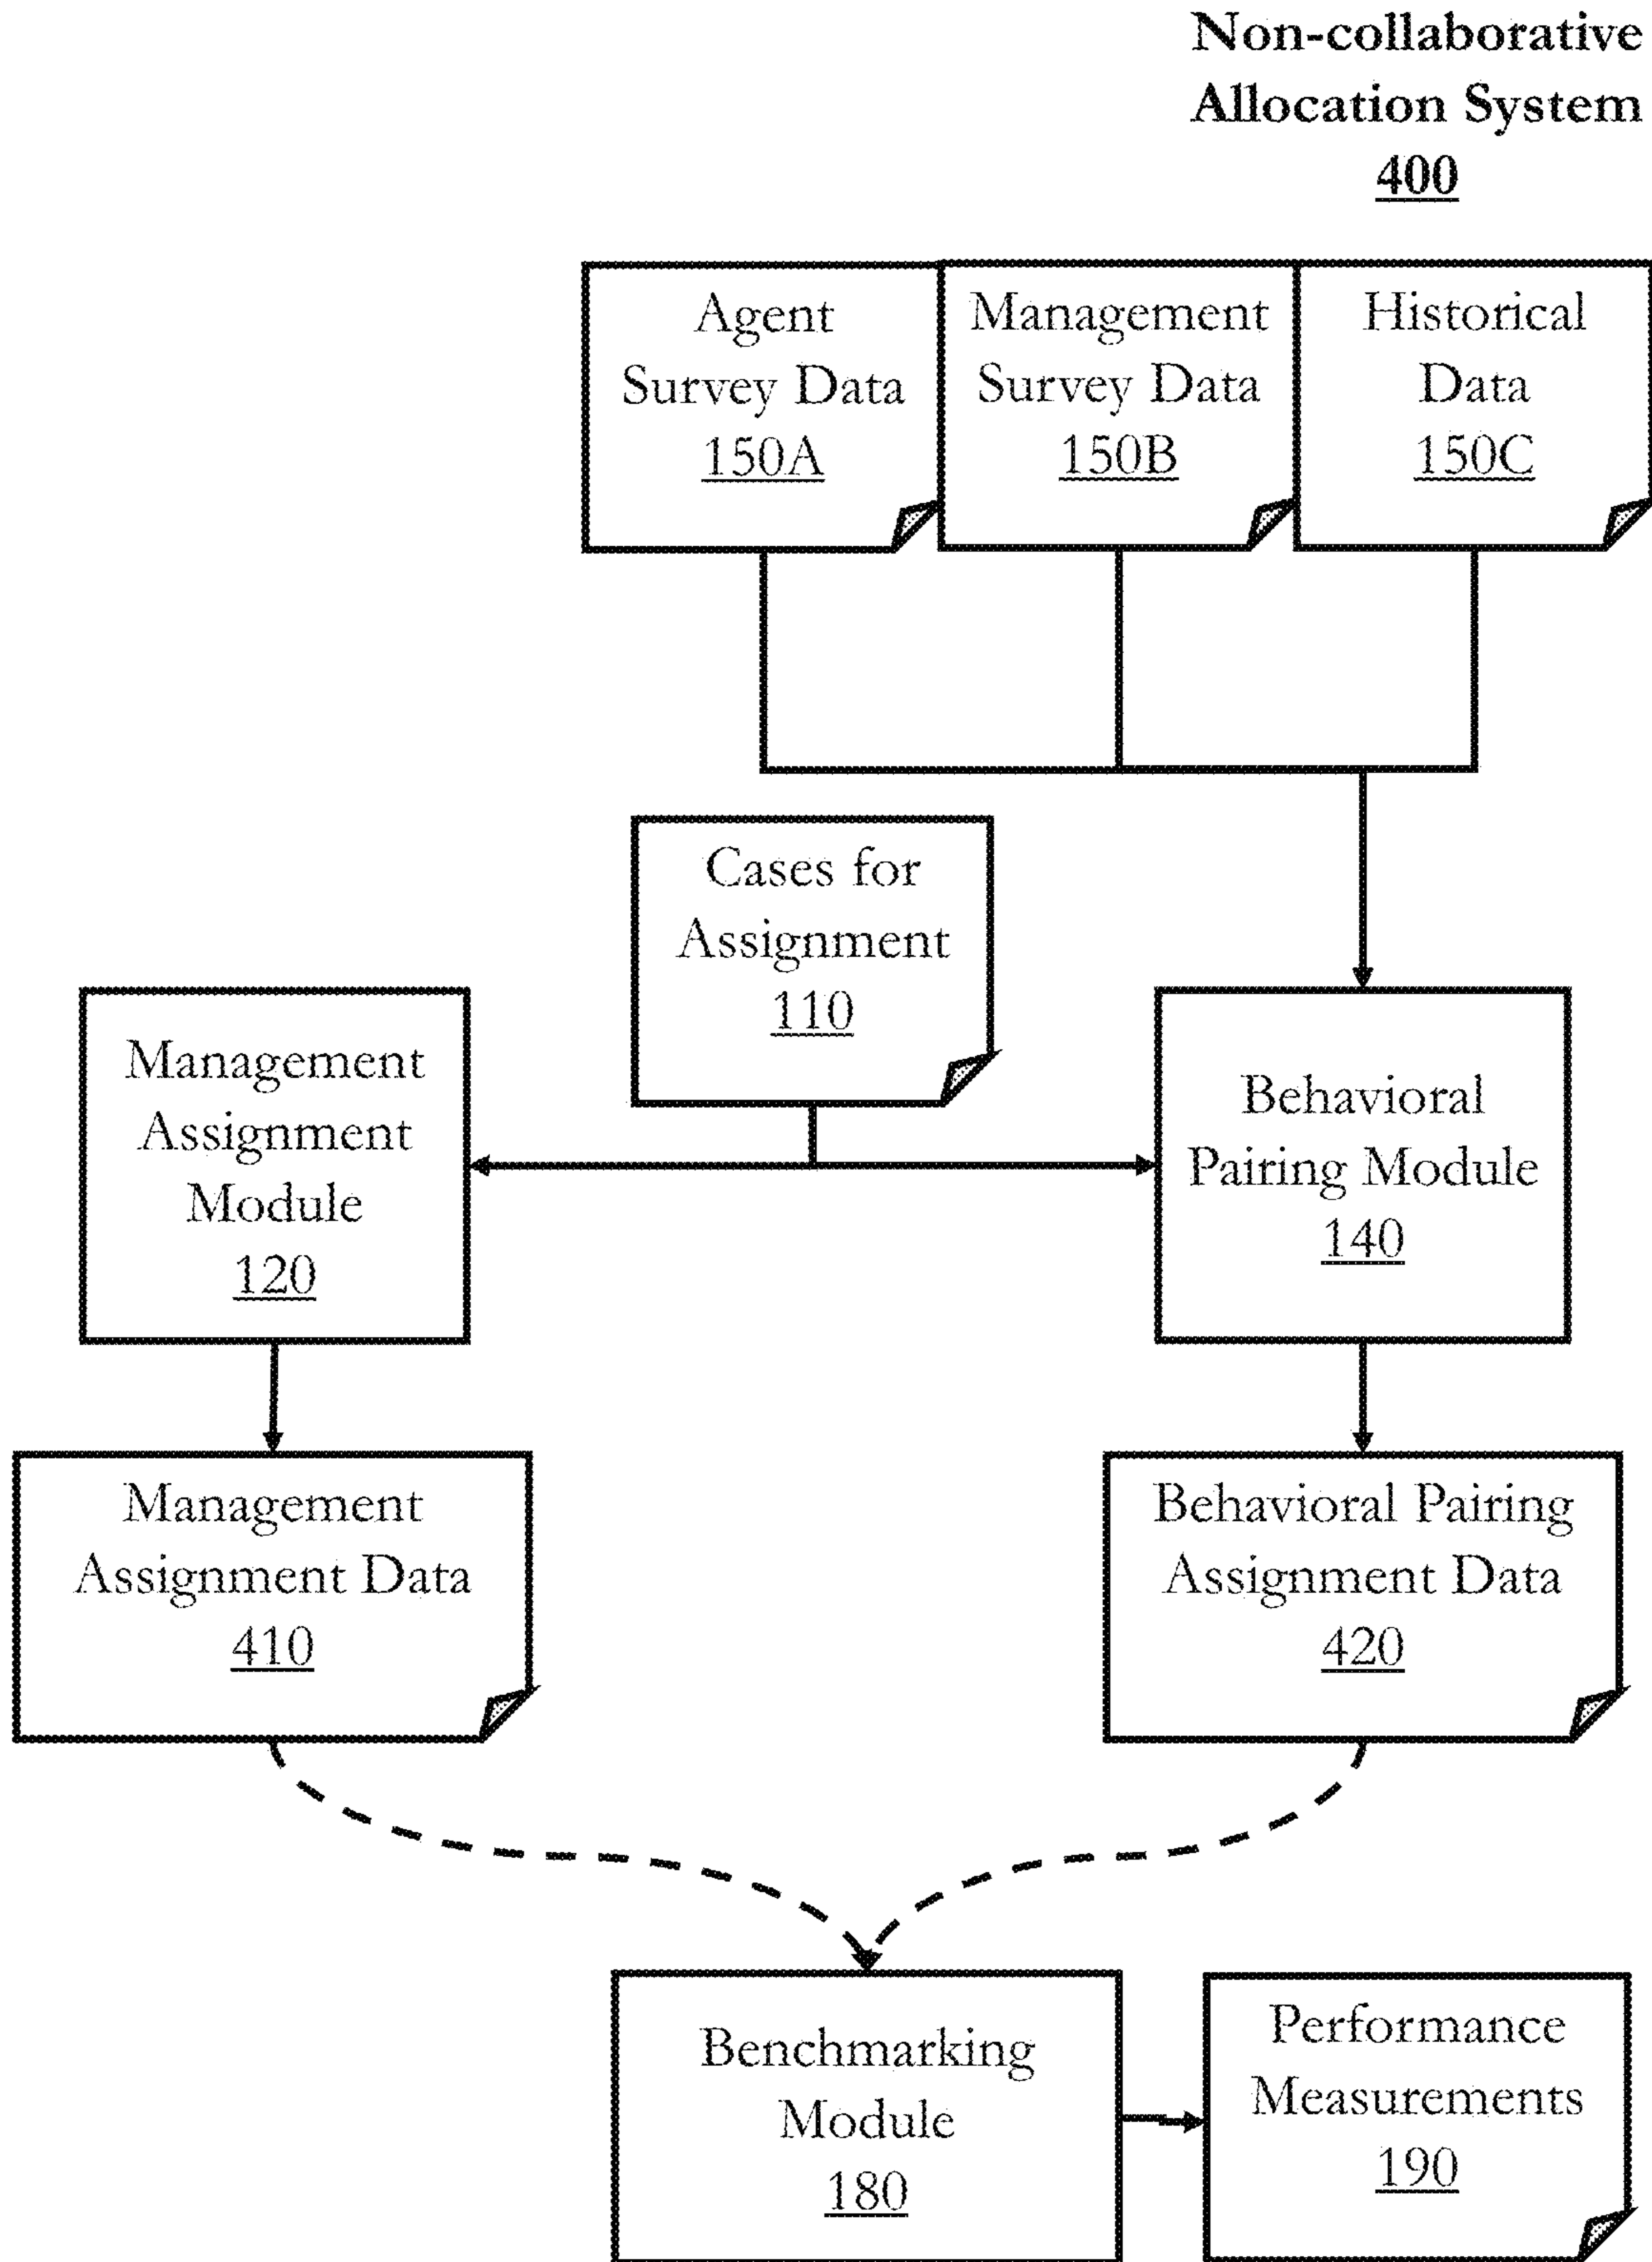 Non-collaborative
Allocation System
400
Agent
Survey Data
150A
Management
Survey Data
150B
Historical
Data
150C
Cases for
Assignment
110
Management
Assignment
Module
120
Behavioral
Pairing Module
140
Management
Assignment Data
410
Behavioral Pairing
Assignment Data
420
Benchmarking
Module
180
Performance
Measurements
190